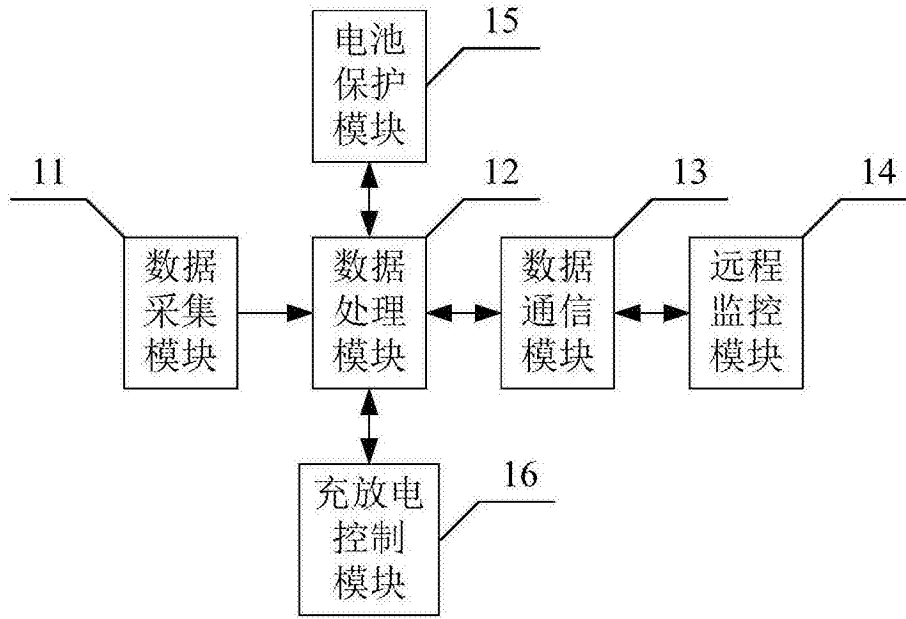 15
电池
保护
模块
11
12
13
14
数据
采集
模块
数据
处理
模块
数据
通信
模块
远程
监控
模块
16
充放电
控制
模块